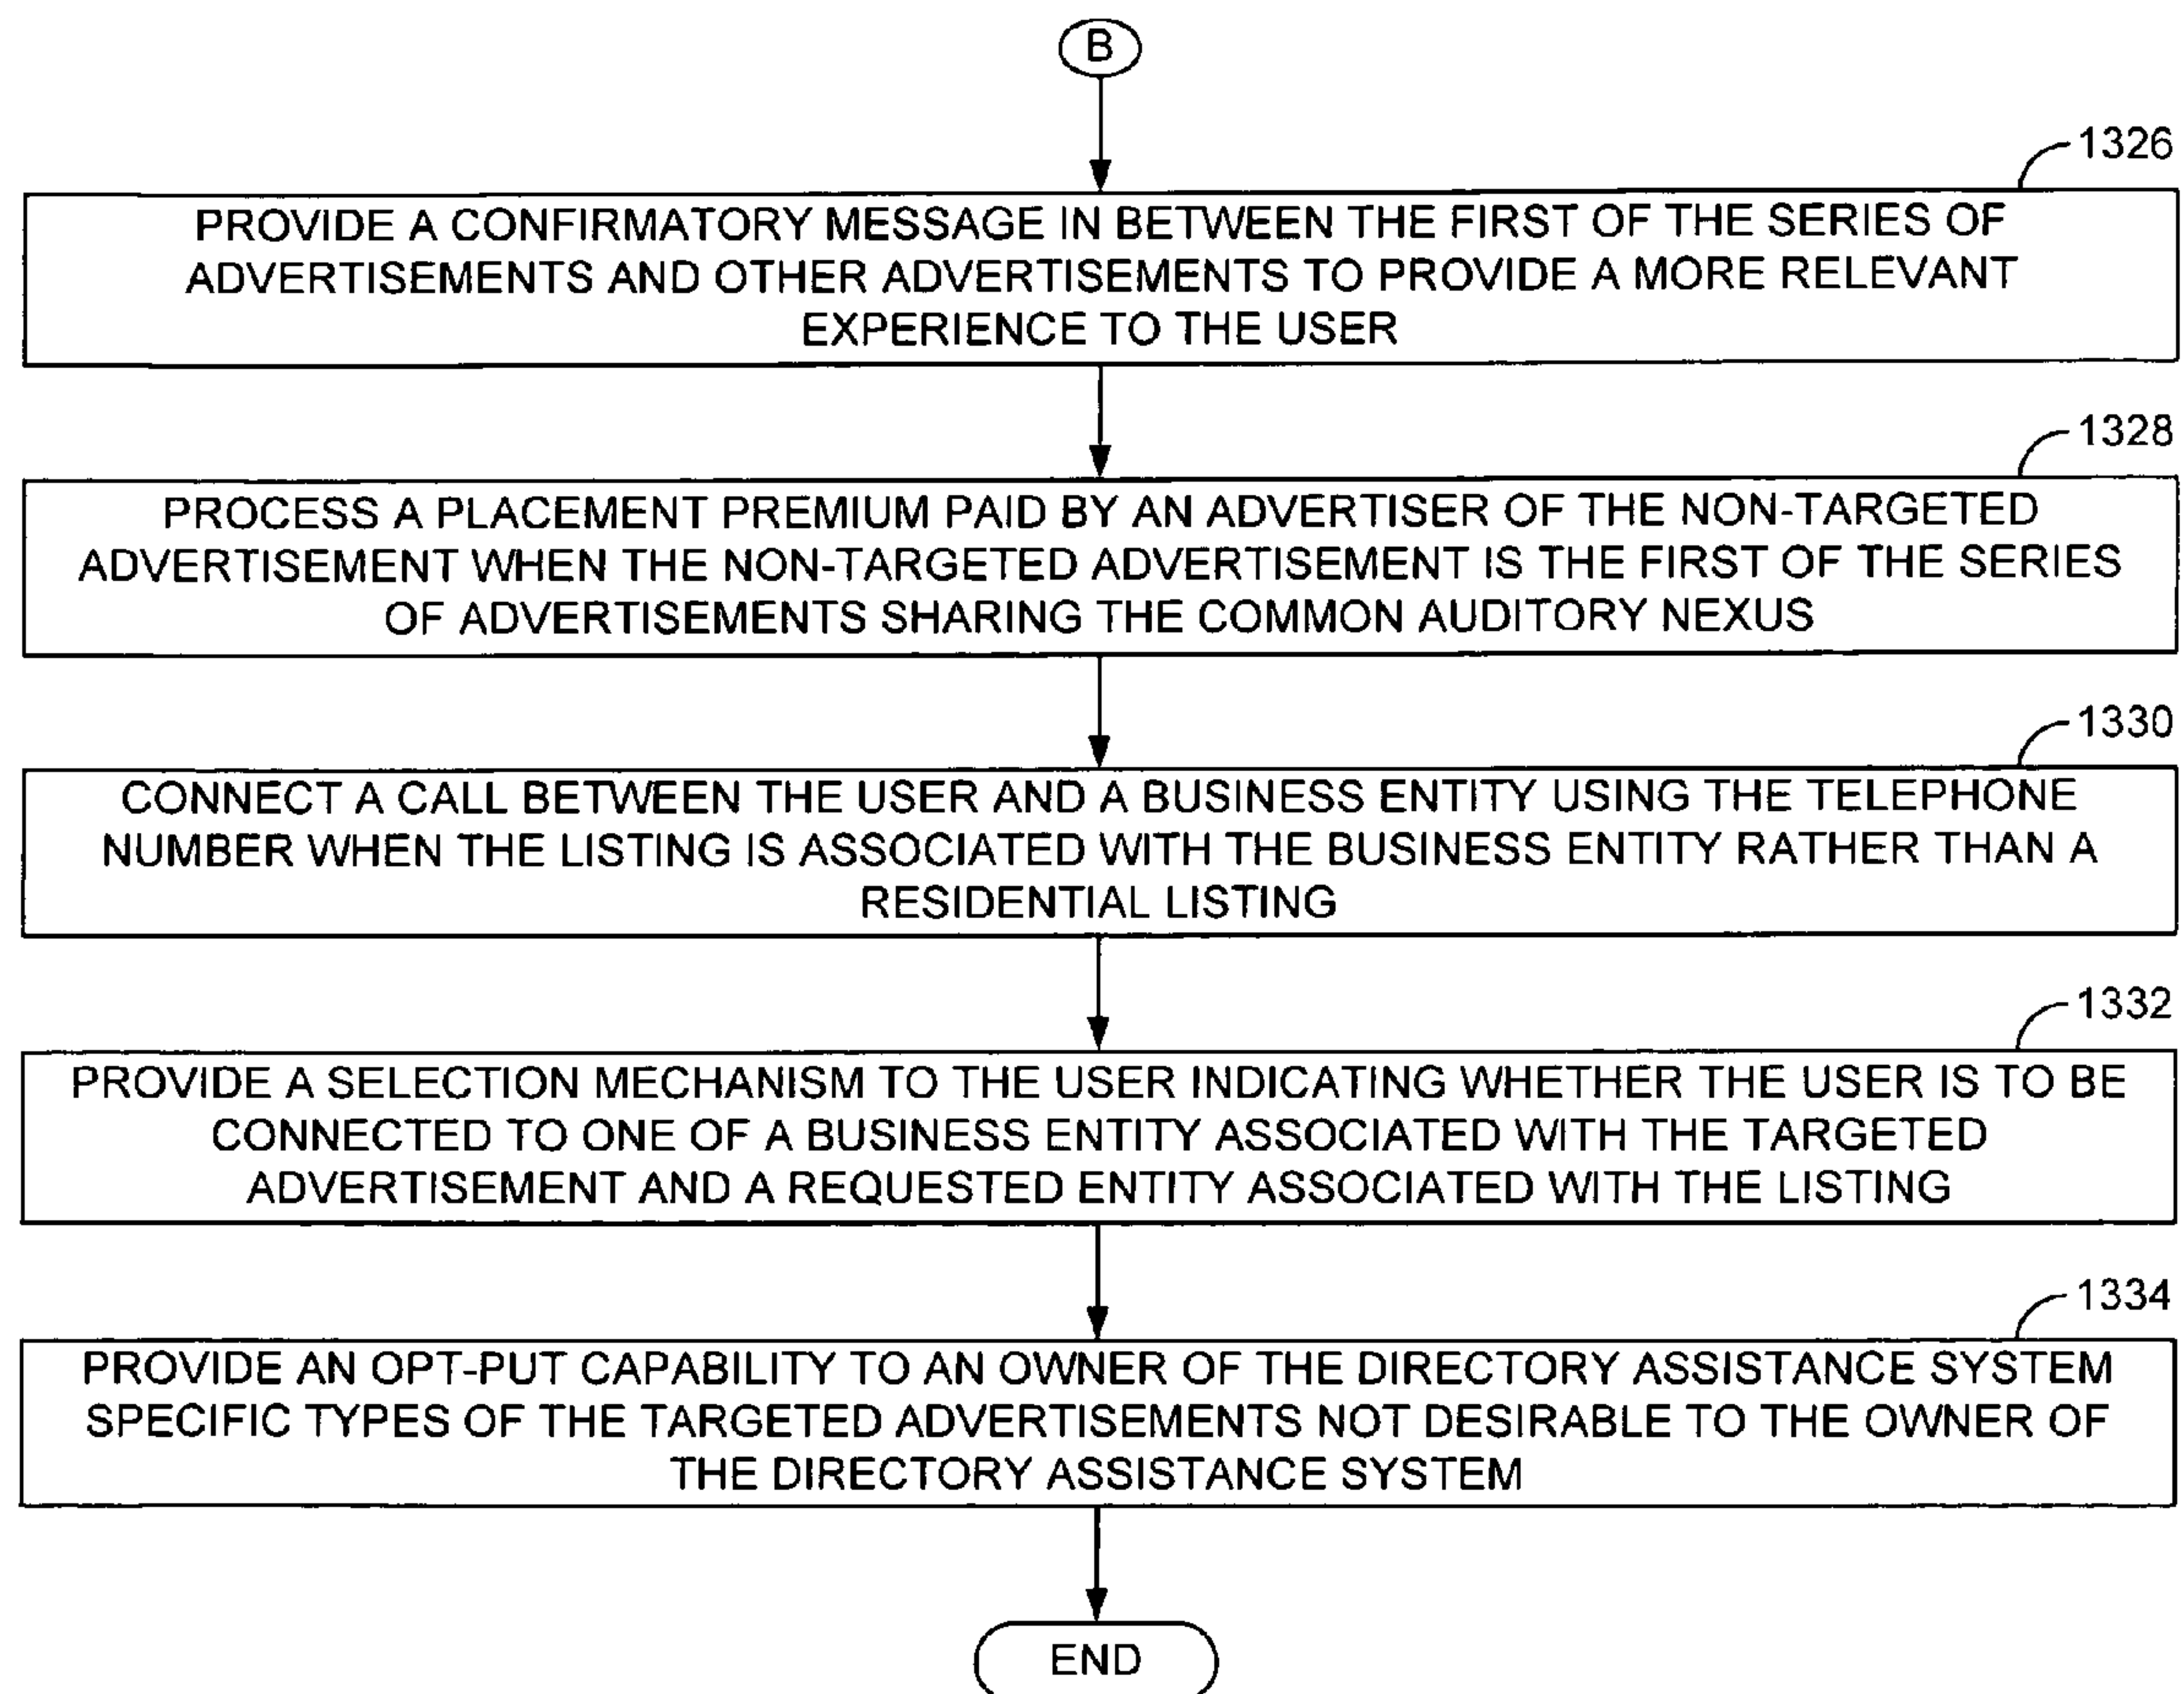 B
1326
PROVIDE A CONFIRMATORY MESSAGE IN BETWEEN THE FIRST OF THE SERIES OF
ADVERTISEMENTS AND OTHER ADVERTISEMENTS TO PROVIDE A MORE RELEVANT
EXPERIENCE TO THE USER
1328
PROCESS A PLACEMENT PREMIUM PAID BY AN ADVERTISER OF THE NON-TARGETED
ADVERTISEMENT WHEN THE NON-TARGETED ADVERTISEMENT IS THE FIRST OF THE SERIES
OF ADVERTISEMENTS SHARING THE COMMON AUDITORY NEXUS
1330
CONNECT A CALL BETWEEN THE USER AND A BUSINESS ENTITY USING THE TELEPHONE
NUMBER WHEN THE LISTING IS ASSOCIATED WITH THE BUSINESS ENTITY RATHER THAN A
RESIDENTIAL LISTING
1332
PROVIDE A SELECTION MECHANISM TO THE USER INDICATING WHETHER THE USER IS TO BE
CONNECTED TO ONE OF A BUSINESS ENTITY ASSOCIATED WITH THE TARGETED
ADVERTISEMENT AND A REQUESTED ENTITY ASSOCIATED WITH THE LISTING
1334
PROVIDE AN OPT-PUT CAPABILITY TO AN OWNER OF THE DIRECTORY ASSISTANCE SYSTEM
SPECIFIC TYPES OF THE TARGETED ADVERTISEMENTS NOT DESIRABLE TO THE OWNER OF
THE DIRECTORY ASSISTANCE SYSTEM
END